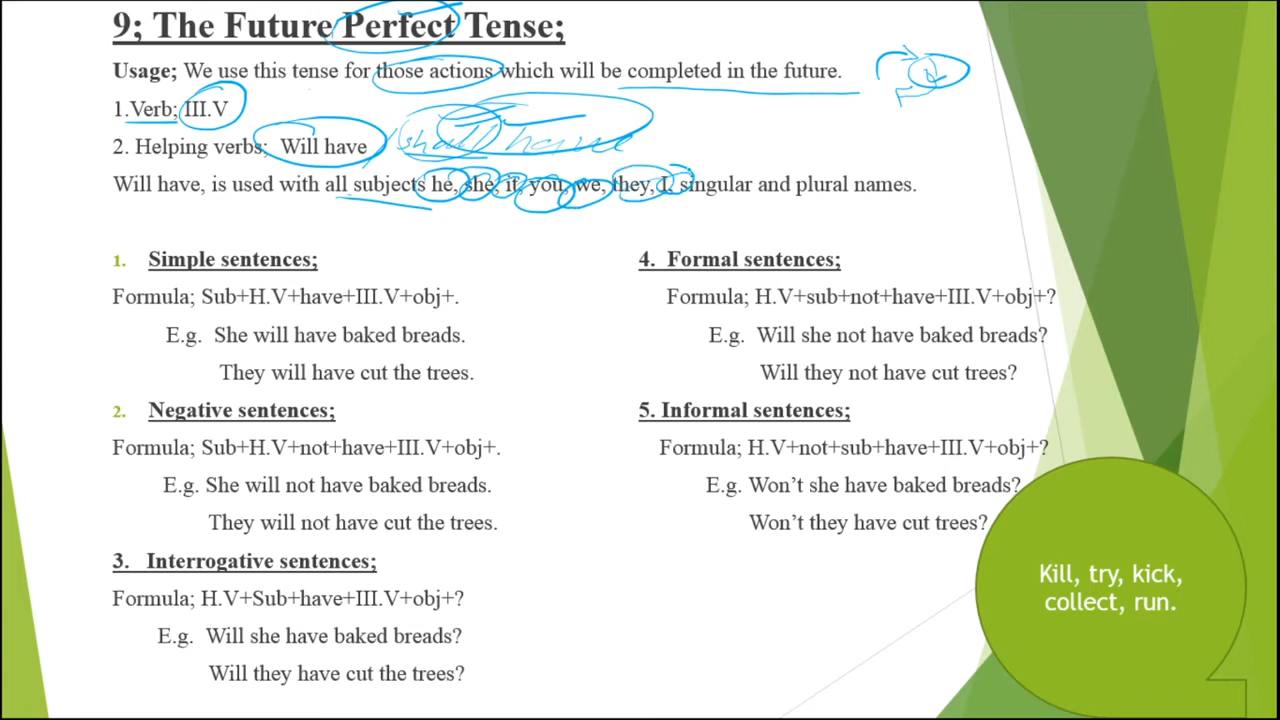 9; The Future Perfect Tense;
Usage; We use this tense for those actions which will be completed in the future.
1.Verb; III.V
2. Helping verbs; Will have / shall have
Will have, is used with all subjects he, she, it, you, we, they, I, singular and plural names.
1. Simple sentences;
Formula; Sub+H.V+have+III.V+obj+.
E.g. She will have baked breads.
They will have cut the trees.
2. Negative sentences;
Formula; Sub+H.V+not+have+III.V+obj+.
E.g. She will not have baked breads.
They will not have cut the trees.
3. Interrogative sentences;
Formula; H.V+Sub+have+III.V+obj+?
E.g. Will she have baked breads?
Will they have cut the trees?
4. Formal sentences;
Formula; H.V+sub+not+have+III.V+obj+?
E.g. Will she not have baked breads?
Will they not have cut trees?
5. Informal sentences;
Formula; H.V+not+sub+have+III.V+obj+?
E.g. Won't she have baked breads?
Won't they have cut trees?
Kill, try, kick,
collect, run.